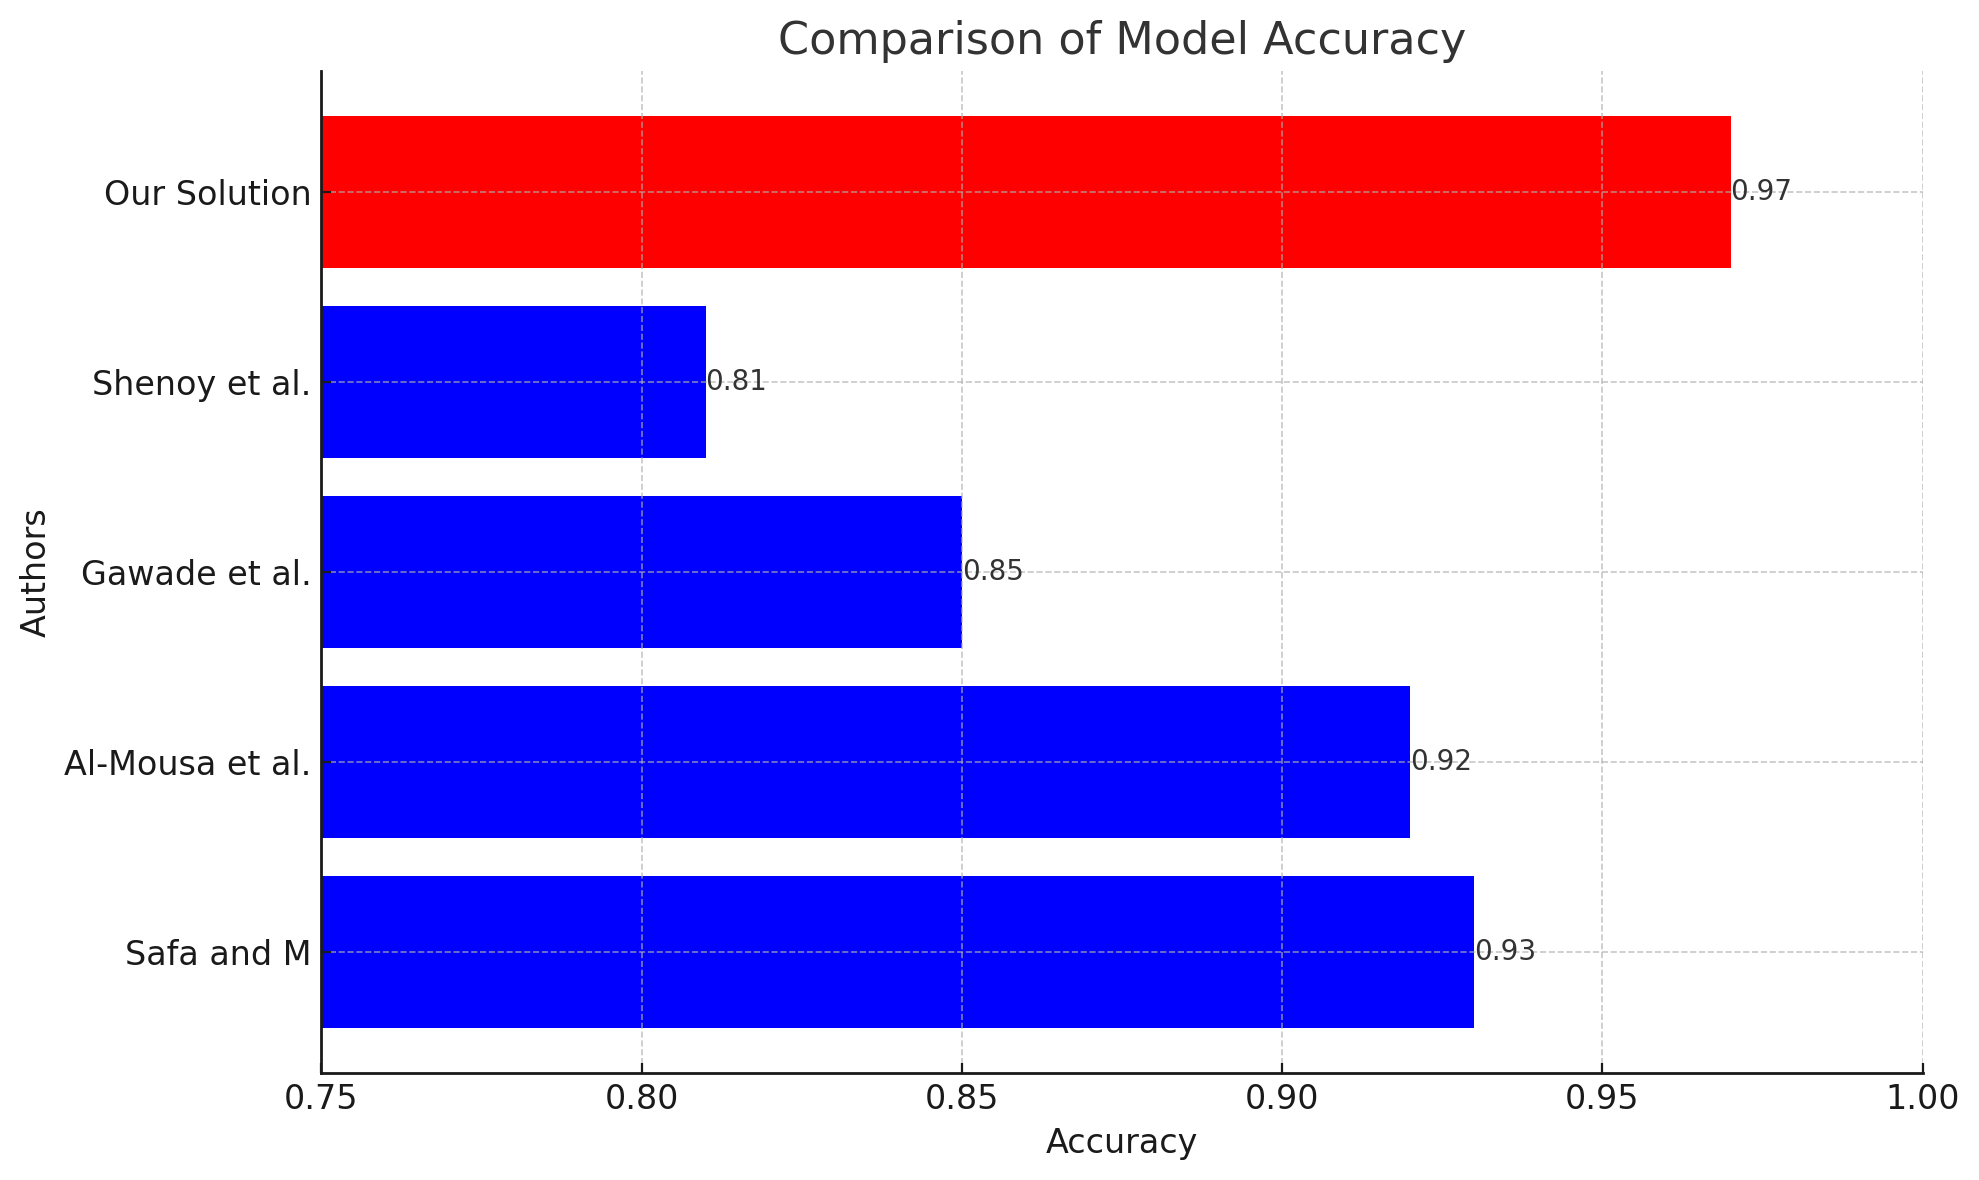 Comparison of Model Accuracy
Our Solution
0.97
Shenoy et al.
0.81
Gawade et al.
0.85
Al-Mousa et al.
0.92
Safa and M
0.93
Authors
0.75 0.80 0.85 0.90 0.95 1.00
Accuracy